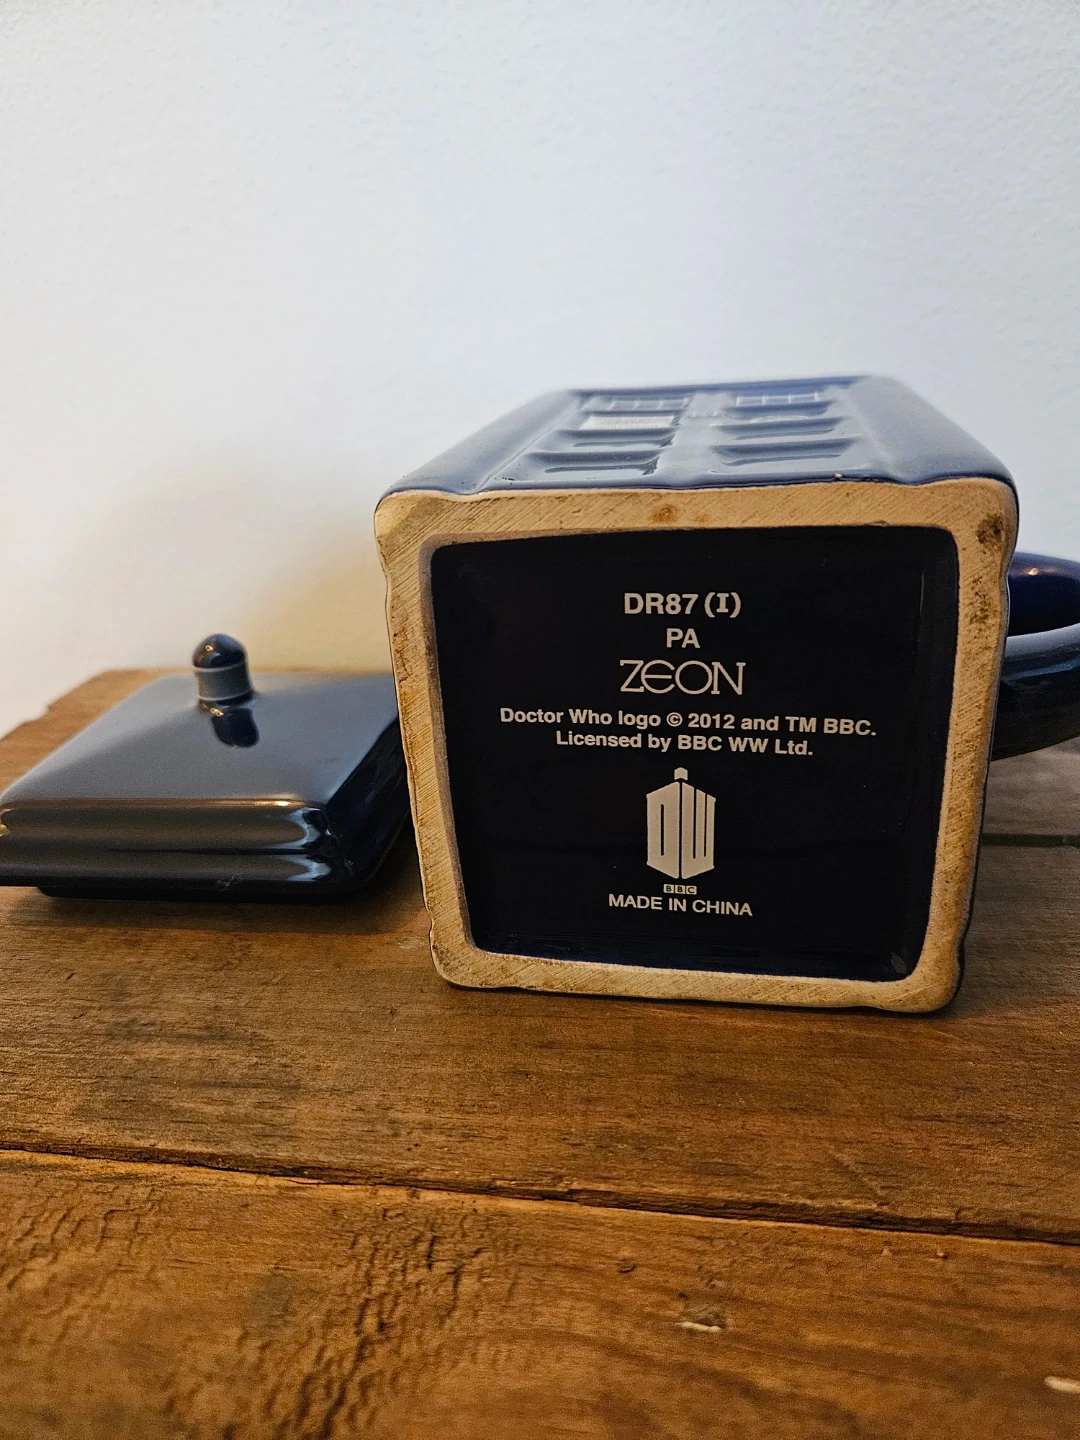 DR87 (I)
PA
ZEON
Doctor Who logo © 2012 and TM BBC.
Licensed by BBC WW Ltd.
DW
BBC
MADE IN CHINA